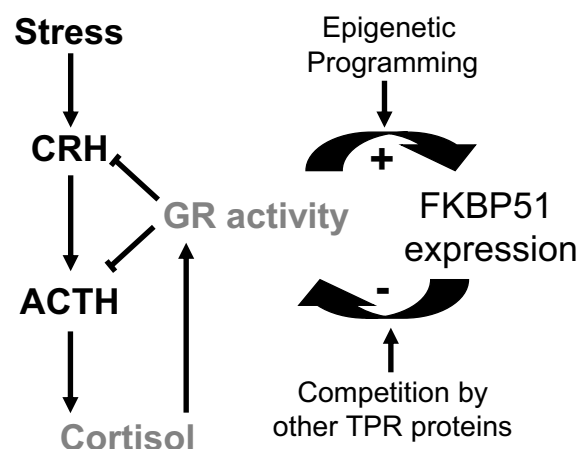 Stress
CRH
GR activity
ACTH
Cortisol
Epigenetic
Programming
+
FKBP51
expression
-
Competition by
other TPR proteins